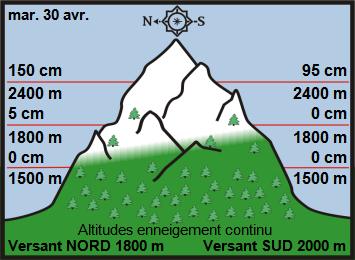 mar. 30 avr.
N S
150 cm 95 cm
2400 m 2400 m
5 cm 0 cm
1800 m 1800 m
0 cm 0 cm
1500 m 1500 m
Altitudes enneigement continu
Versant NORD 1800 m Versant SUD 2000 m